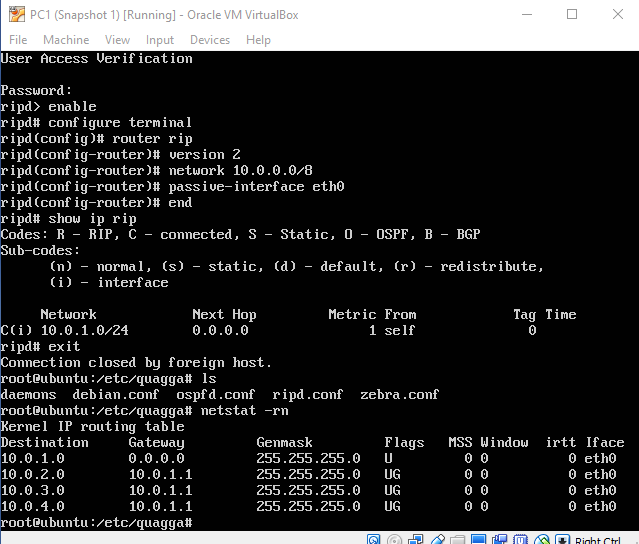 PC1 (Snapshot 1) [Running] - Oracle VM VirtualBox
File Machine View Input Devices Help
User Access Verification
Password:
ripd> enable
ripd# configure terminal
ripd(config)# router rip
ripd(config-router)# version 2
ripd(config-router)# network 10.0.0.0/8
ripd(config-router)# passive-interface eth0
ripd(config-router)# end
ripd# show ip rip
Codes: R - RIP, C - connected, S - Static, O - OSPF, B - BGP
Sub-codes:
(n) - normal, (s) - static, (d) - default, (r) - redistribute,
(i) - interface
Network Next Hop Metric From Tag Time
C(i) 10.0.1.0/24 0.0.0.0 1 self 0
ripd# exit
Connection closed by foreign host.
root@ubuntu:/etc/quagga# ls
daemons debian.conf ospfd.conf ripd.conf zebra.conf
root@ubuntu:/etc/quagga# netstat -rn
Kernel IP routing table
Destination Gateway Genmask Flags MSS Window irtt Iface
10.0.1.0 0.0.0.0 255.255.255.0 U 0 0 0 eth0
10.0.2.0 10.0.1.1 255.255.255.0 UG 0 0 0 eth0
10.0.3.0 10.0.1.1 255.255.255.0 UG 0 0 0 eth0
10.0.4.0 10.0.1.1 255.255.255.0 UG 0 0 0 eth0
root@ubuntu:/etc/quagga#
Right Ctrl